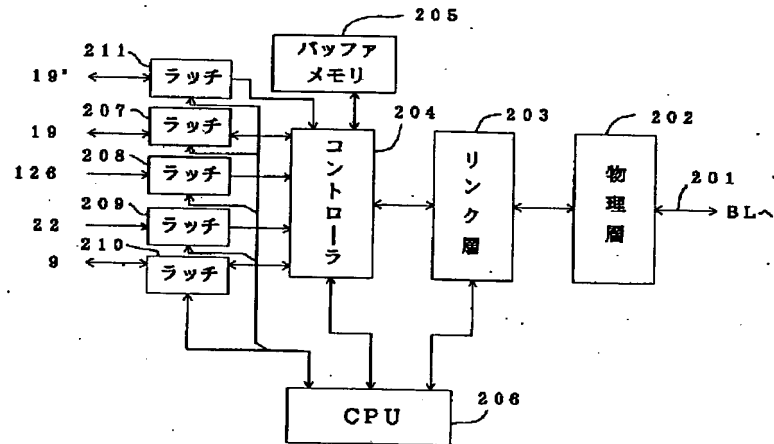 205
バッファ
メモリ
211
19' ラッチ
207
19 ラッチ
208
126 ラッチ
209
22 ラッチ
210
9 ラッチ
204
コントローラ
203
リンク層
202
物理層
201
BLへ
CPU
206